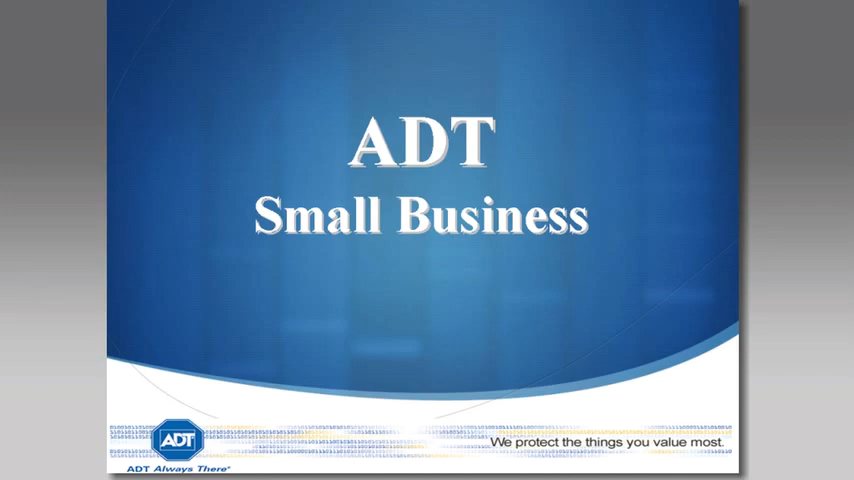 ADT
Small Business
ADT
We protect the things you value most.
ADT Always There®